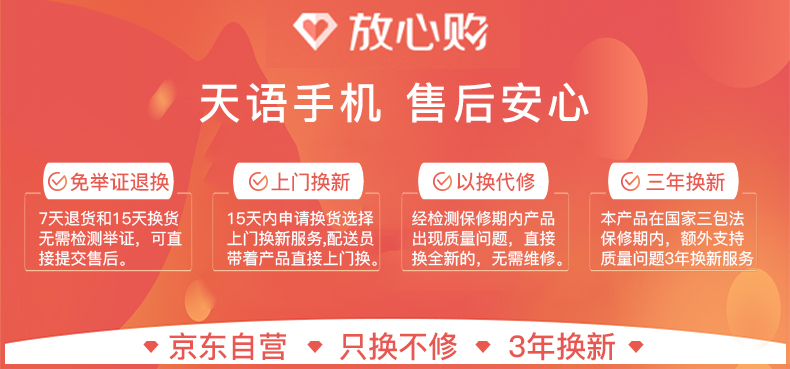 放心购
天语手机 售后安心
免举证退换
7天退货和15天换货
无需检测举证，可直
接提交售后。
上门换新
15天内申请换货选择
上门换新服务,配送员
带着产品直接上门换。
以换代修
经检测保修期内产品
出现质量问题，直接
换全新的，无需维修。
三年换新
本产品在国家三包法
保修期内，额外支持
质量问题3年换新服务
京东自营 只换不修 3年换新